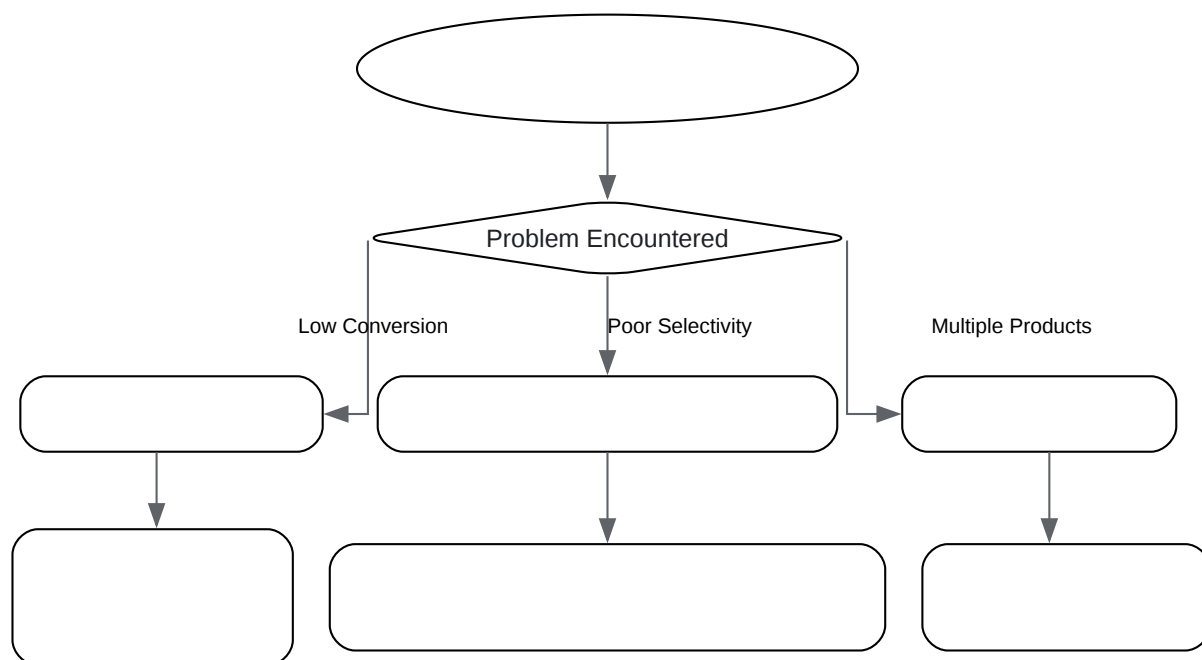 Problem Encountered
Low Conversion
Poor Selectivity
Multiple Products